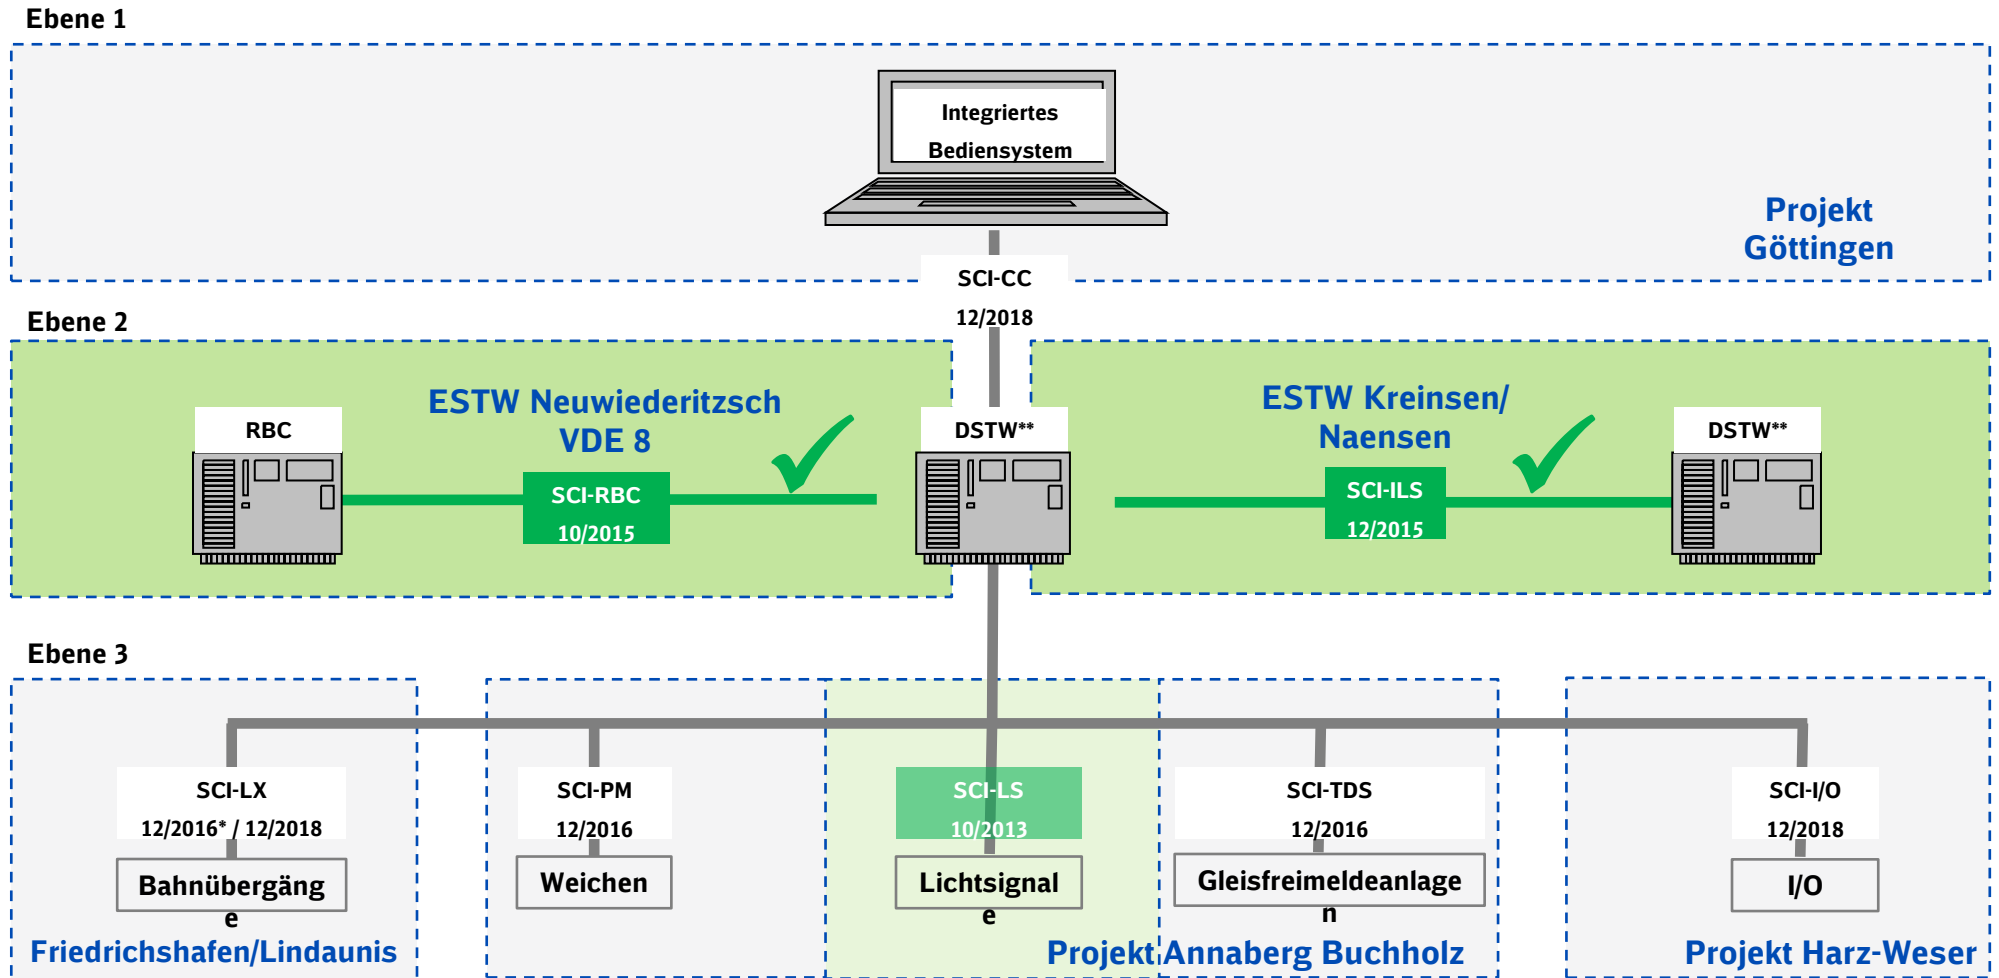 Ebene 1
Integriertes
Bediensystem
Projekt
Göttingen
SCI-CC
12/2018
Ebene 2
ESTW Neuwiederitzsch
VDE 8
ESTW Kreinsen/
Naensen
RBC
DSTW**
DSTW**
SCI-RBC
10/2015
SCI-ILS
12/2015
Ebene 3
SCI-LX
12/2016* / 12/2018
SCI-PM
12/2016
SCI-LS
10/2013
SCI-TDS
12/2016
SCI-I/O
12/2018
Bahnübergäng
e
Weichen
Lichtsignal
e
Gleisfreimeldeanlage
n
I/O
Friedrichshafen/Lindaunis
Projekt Annaberg Buchholz
Projekt Harz-Weser